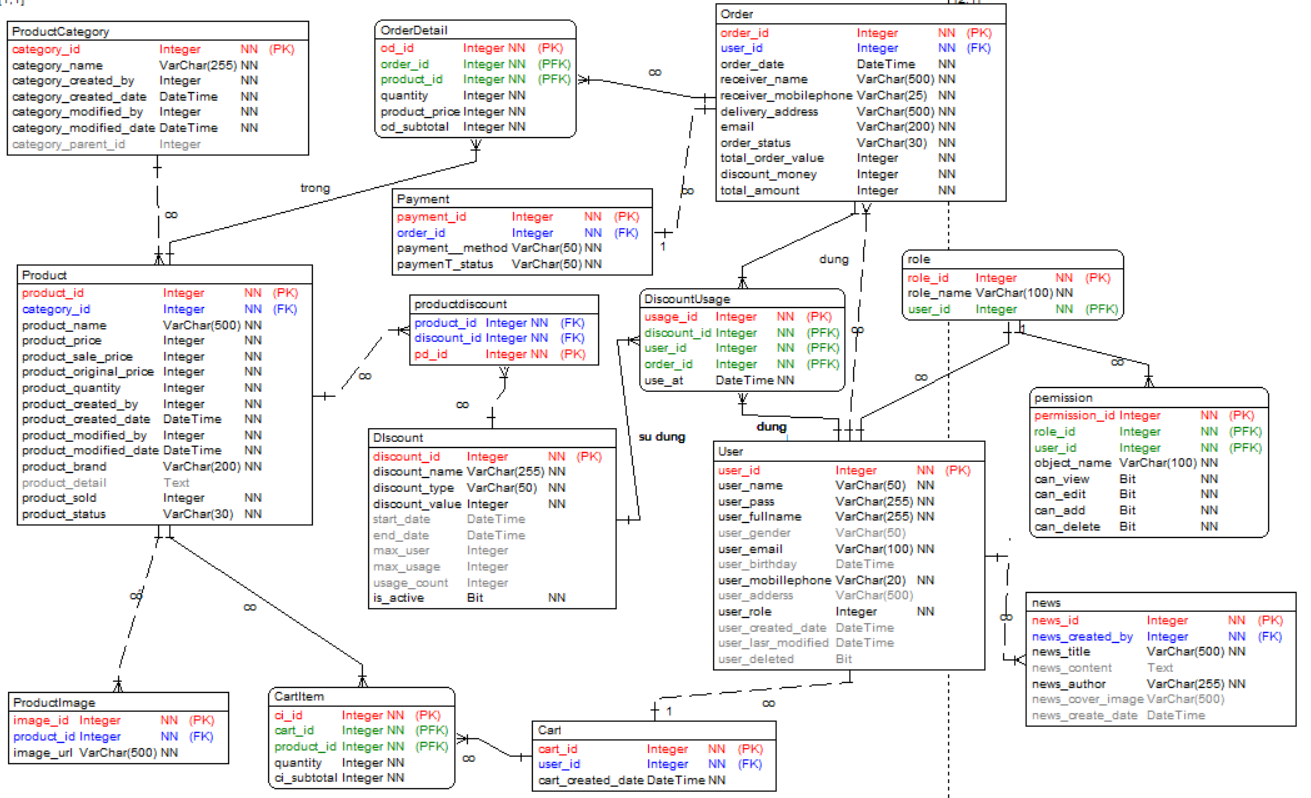 [1,1]
[2,1]
ProductCategory
category_id Integer NN (PK)
category_name VarChar(255) NN
category_created_by Integer NN
category_created_date DateTime NN
category_modified_by Integer NN
category_modified_date DateTime NN
category_parent_id Integer
OrderDetail
od_id Integer NN (PK)
order_id Integer NN (PFK)
product_id Integer NN (PFK)
quantity Integer NN
product_price Integer NN
od_subtotal Integer NN
∞
Order
order_id Integer NN (PK)
user_id Integer NN (FK)
order_date DateTime NN
receiver_name VarChar(500) NN
receiver_mobilephone VarChar(25) NN
delivery_address VarChar(500) NN
email VarChar(200) NN
order_status VarChar(30) NN
total_order_value Integer NN
discount_money Integer NN
total_amount Integer NN
trong
∞
∞
1
Payment
payment_id Integer NN (PK)
order_id Integer NN (FK)
payment__method VarChar(50) NN
paymenT_status VarChar(50) NN
dung
∞
Product
product_id Integer NN (PK)
category_id Integer NN (FK)
product_name VarChar(500) NN
product_price Integer NN
product_sale_price Integer NN
product_original_price Integer NN
product_quantity Integer NN
product_created_by Integer NN
product_created_date DateTime NN
product_modified_by Integer NN
product_modified_date DateTime NN
product_brand VarChar(200) NN
product_detail Text
product_sold Integer NN
product_status VarChar(30) NN
productdiscount
product_id Integer NN (FK)
discount_id Integer NN (FK)
pd_id Integer NN (PK)
∞
∞
DiscountUsage
usage_id Integer NN (PK)
discount_id Integer NN (PFK)
user_id Integer NN (PFK)
order_id Integer NN (PFK)
use_at DateTime NN
role
role_id Integer NN (PK)
role_name VarChar(100) NN
user_id Integer NN (PFK)
1
∞
∞
su dung
dung
DIscount
discount_id Integer NN (PK)
discount_name VarChar(255) NN
discount_type VarChar(50) NN
discount_value Integer NN
start_date DateTime
end_date DateTime
max_user Integer
max_usage Integer
usage_count Integer
is_active Bit NN
User
user_id Integer NN (PK)
user_name VarChar(50) NN
user_pass VarChar(255) NN
user_fullname VarChar(255) NN
user_gender VarChar(50)
user_email VarChar(100) NN
user_birthday DateTime
user_mobillephone VarChar(20) NN
user_adderss VarChar(500)
user_role Integer NN
user_created_date DateTime
user_lasr_modified DateTime
user_deleted Bit
pemission
permission_id Integer NN (PK)
role_id Integer NN (PFK)
user_id Integer NN (PFK)
object_name VarChar(100) NN
can_view Bit NN
can_edit Bit NN
can_add Bit NN
can_delete Bit NN
∞
∞
∞
news
news_id Integer NN (PK)
news_created_by Integer NN (FK)
news_title VarChar(500) NN
news_content Text
news_author VarChar(255) NN
news_cover_image VarChar(500)
news_create_date DateTime
ProductImage
image_id Integer NN (PK)
product_id Integer NN (FK)
image_url VarChar(500) NN
CartItem
ci_id Integer NN (PK)
cart_id Integer NN (PFK)
product_id Integer NN (PFK)
quantity Integer NN
ci_subtotal Integer NN
∞
1
∞
Cart
cart_id Integer NN (PK)
user_id Integer NN (FK)
cart_created_date DateTime NN